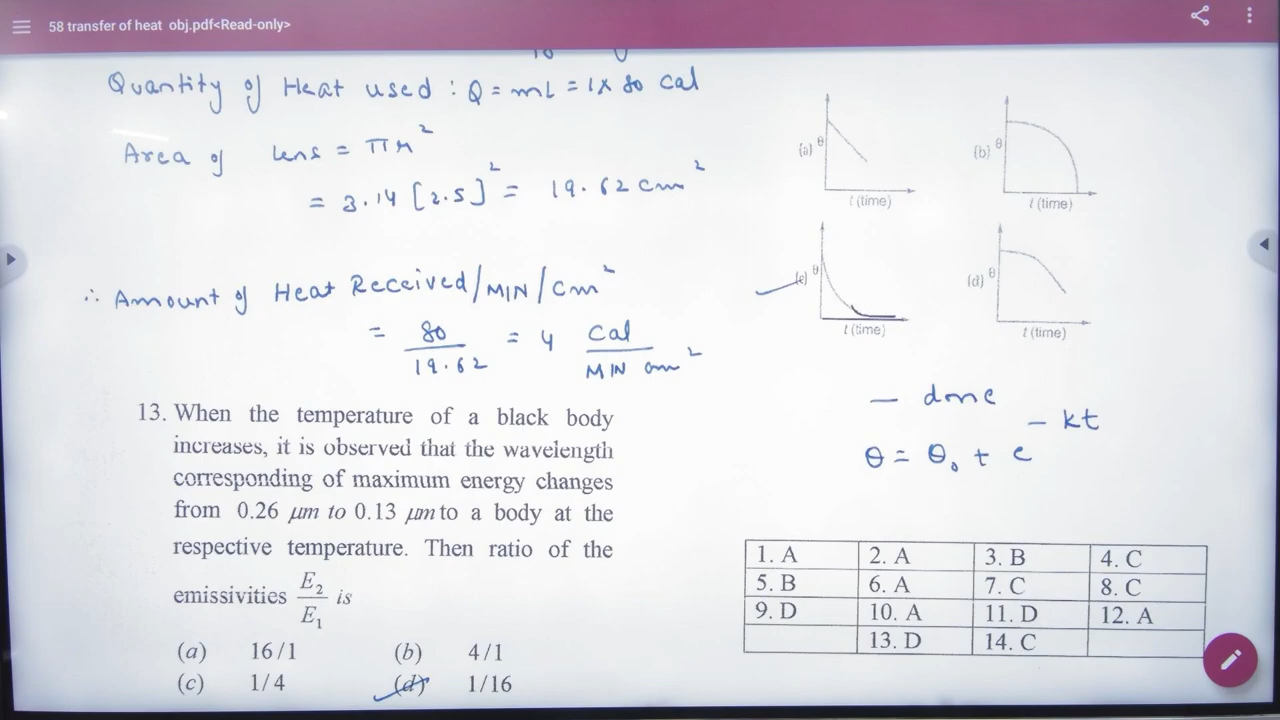 58 transfer of heat obj.pdf<Read-only>
Quantity of Heat used : Q = mL = 1 x 80 cal
Area of lens = πr²
= 3.14 [2.5]² = 19.62 cm²
∴ Amount of Heat Received/MIN/cm²
= 80/19.62 = 4 Cal/MIN cm²
13. When the temperature of a black body
increases, it is observed that the wavelength
corresponding of maximum energy changes
from 0.26 μm to 0.13 μm to a body at the
respective temperature. Then ratio of the
emissivities E₂/E₁ is
(a) 16/1 (b) 4/1
(c) 1/4 (d) 1/16
(a) θ t (time)
(b) θ t (time)
(c) θ t (time)
(d) θ t (time)
– done
θ = θ₀ + e^-kt
1. A 2. A 3. B 4. C
5. B 6. A 7. C 8. C
9. D 10. A 11. D 12. A
13. D 14. C